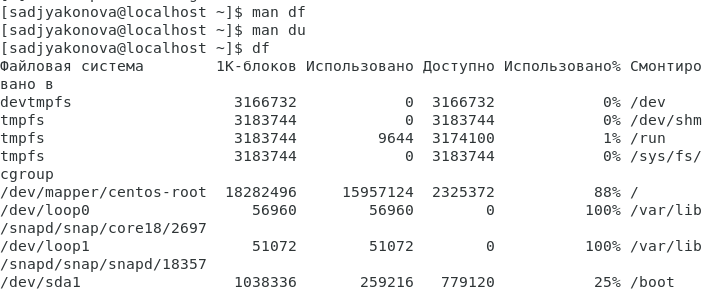 [sadjyakonova@localhost ~]$ man df
[sadjyakonova@localhost ~]$ man du
[sadjyakonova@localhost ~]$ df
Файловая система        1K-блоков Использовано Доступно Использовано% Смонтиро
вано в
devtmpfs                  3166732            0  3166732            0% /dev
tmpfs                     3183744            0  3183744            0% /dev/shm
tmpfs                     3183744         9644  3174100            1% /run
tmpfs                     3183744            0  3183744            0% /sys/fs/
cgroup
/dev/mapper/centos-root  18282496     15957124  2325372           88% /
/dev/loop0                  56960        56960        0          100% /var/lib
/snapd/snap/core18/2697
/dev/loop1                  51072        51072        0          100% /var/lib
/snapd/snap/snapd/18357
/dev/sda1                 1038336       259216   779120           25% /boot